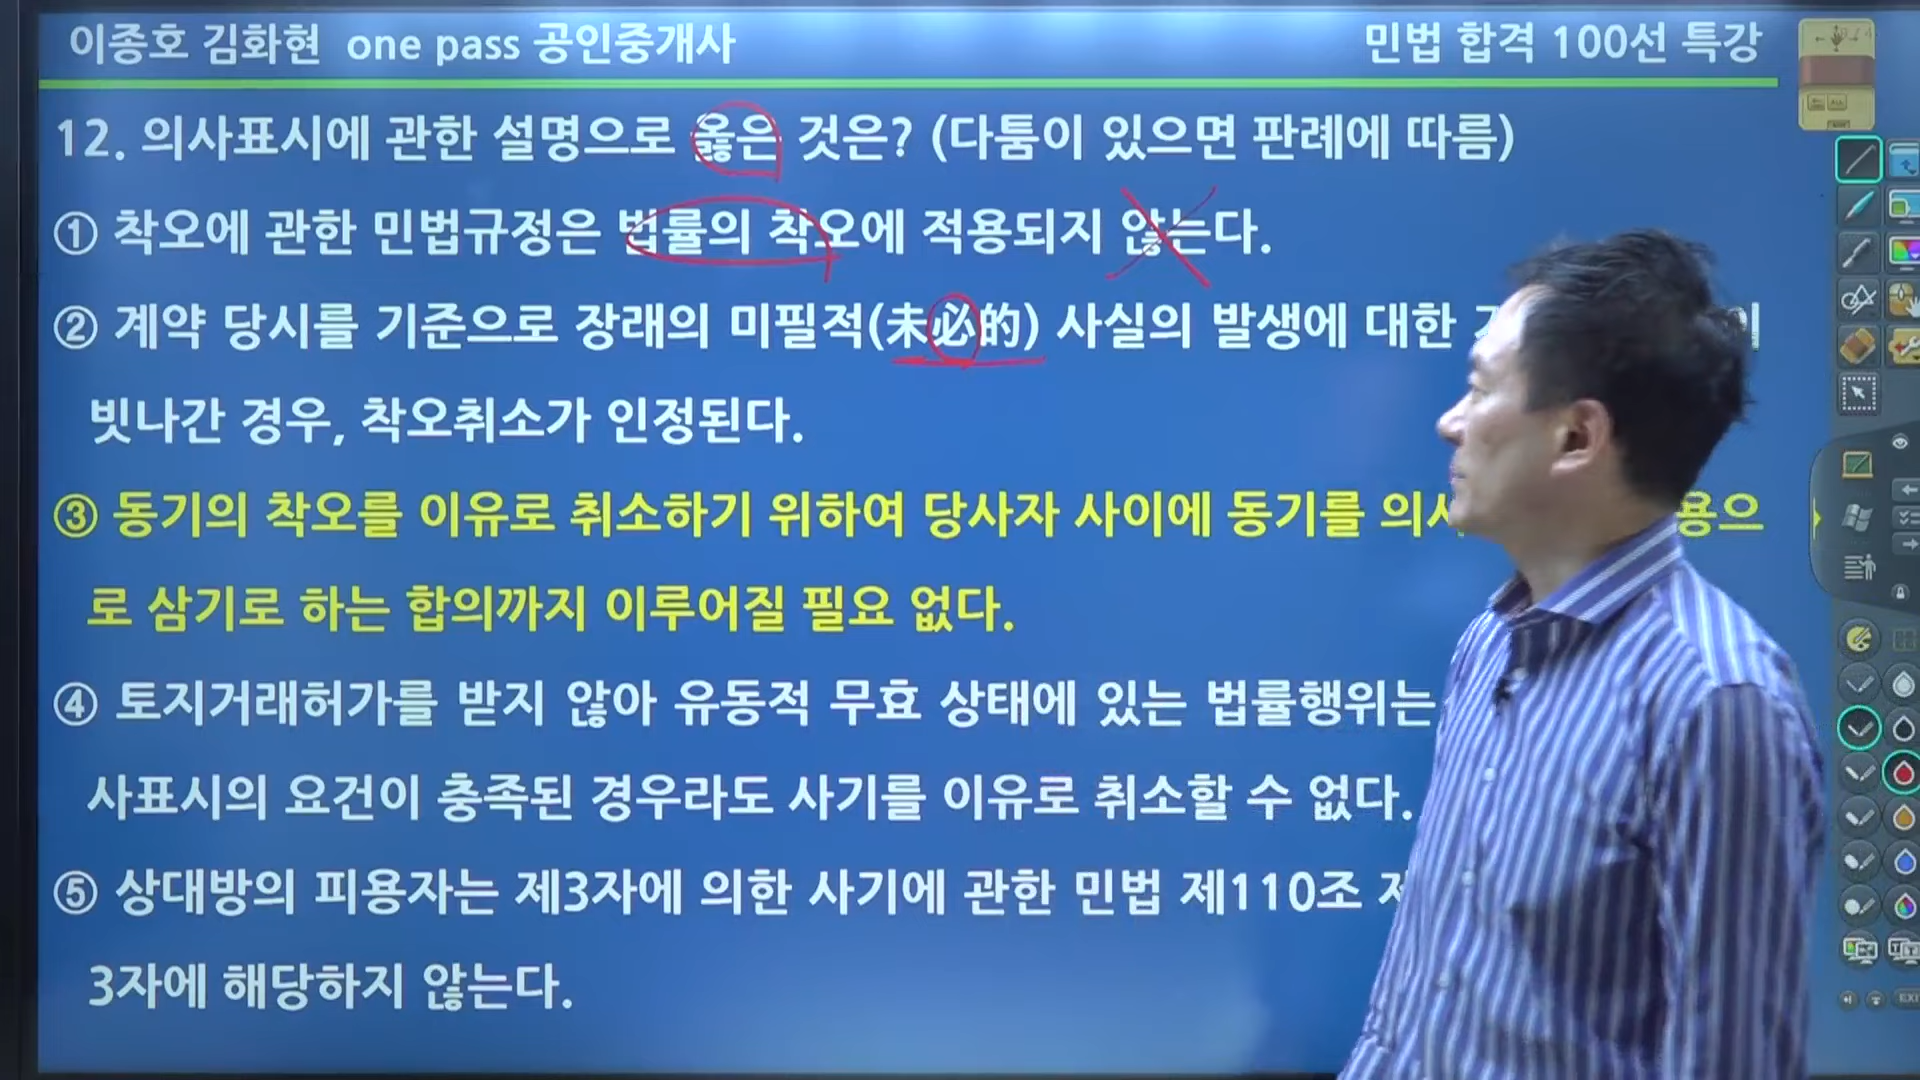 이종호 김화현 one pass 공인중개사
민법 합격 100선 특강
12. 의사표시에 관한 설명으로 옳은 것은? (다툼이 있으면 판례에 따름)
① 착오에 관한 민법규정은 법률의 착오에 적용되지 않는다.
② 계약 당시를 기준으로 장래의 미필적(未必的) 사실의 발생에 대한
빗나간 경우, 착오취소가 인정된다.
③ 동기의 착오를 이유로 취소하기 위하여 당사자 사이에 동기를 용으
로 삼기로 하는 합의까지 이루어질 필요 없다.
④ 토지거래허가를 받지 않아 유동적 무효 상태에 있는 법률행위는
사표시의 요건이 충족된 경우라도 사기를 이유로 취소할 수 없다.
⑤ 상대방의 피용자는 제3자에 의한 사기에 관한 민법 제110조
3자에 해당하지 않는다.